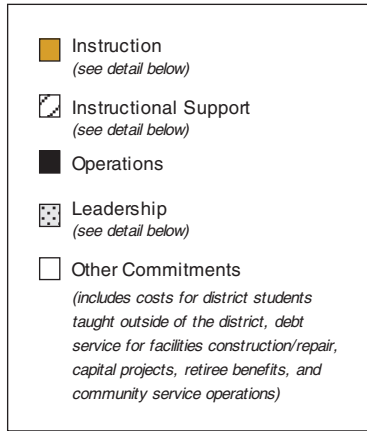 Instruction
(see detail below)
Instructional Support
(see detail below)
Operations
Leadership
(see detail below)
Other Commitments
(includes costs for district students
taught outside of the district, debt
service for facilities construction/repair,
capital projects, retiree benefits, and
community service operations)